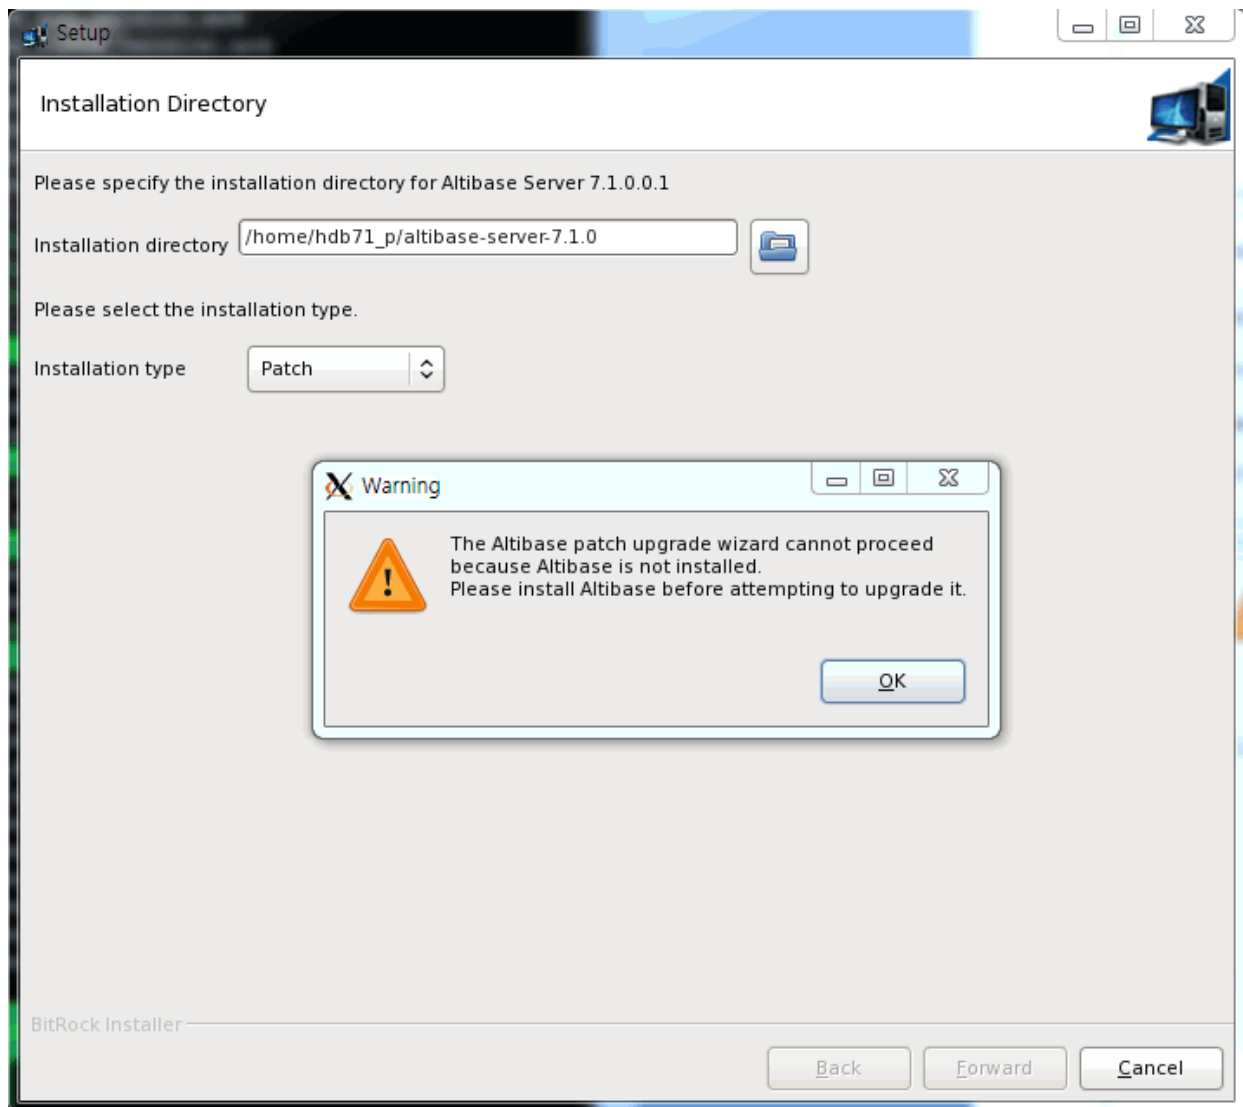 Setup
Installation Directory
Please specify the installation directory for Altibase Server 7.1.0.0.1
Installation directory /home/hdb71_p/altibase-server-7.1.0
Please select the installation type.
Installation type Patch
Warning
The Altibase patch upgrade wizard cannot proceed
because Altibase is not installed.
Please install Altibase before attempting to upgrade it.
OK
BitRock Installer
Back Forward Cancel